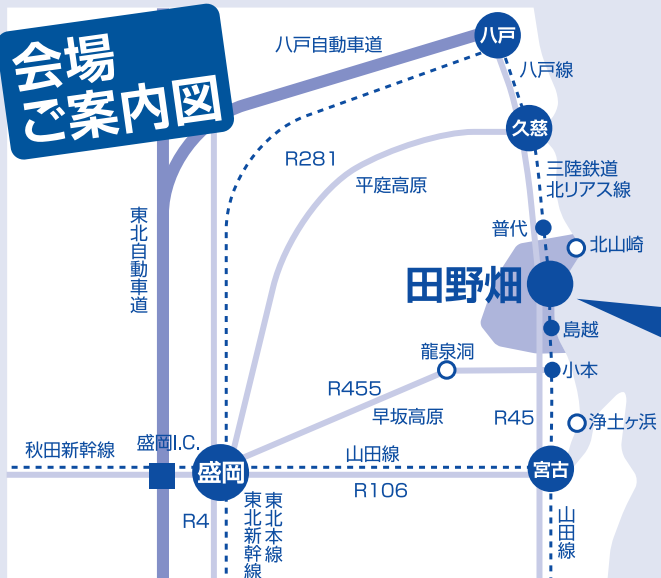 会場
ご案内図
八戸自動車道
八戸
八戸線
久慈
R281
平庭高原
三陸鉄道
北リアス線
東北自動車道
普代
北山崎
田野畑
島越
龍泉洞
小本
R455
早坂高原
R45
浄土ヶ浜
秋田新幹線
盛岡I.C.
盛岡
山田線
宮古
R106
R4
東北新幹線
東北本線
山田線